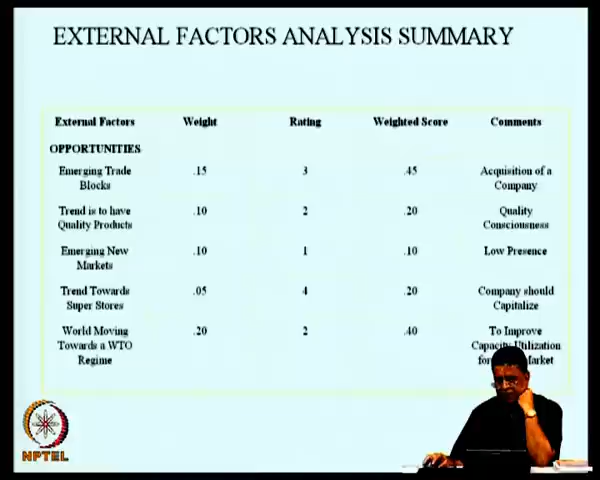 EXTERNAL FACTORS ANALYSIS SUMMARY
External Factors Weight Rating Weighted Score Comments
OPPORTUNITIES
Emerging Trade Blocks .15 3 .45 Acquisition of a Company
Trend is to have Quality Products .10 2 .20 Quality Consciousness
Emerging New Markets .10 1 .10 Low Presence
Trend Towards Super Stores .05 4 .20 Company should Capitalize
World Moving Towards a WTO Regime .20 2 .40 To Improve Capacity Utilization for Market
NPTEL